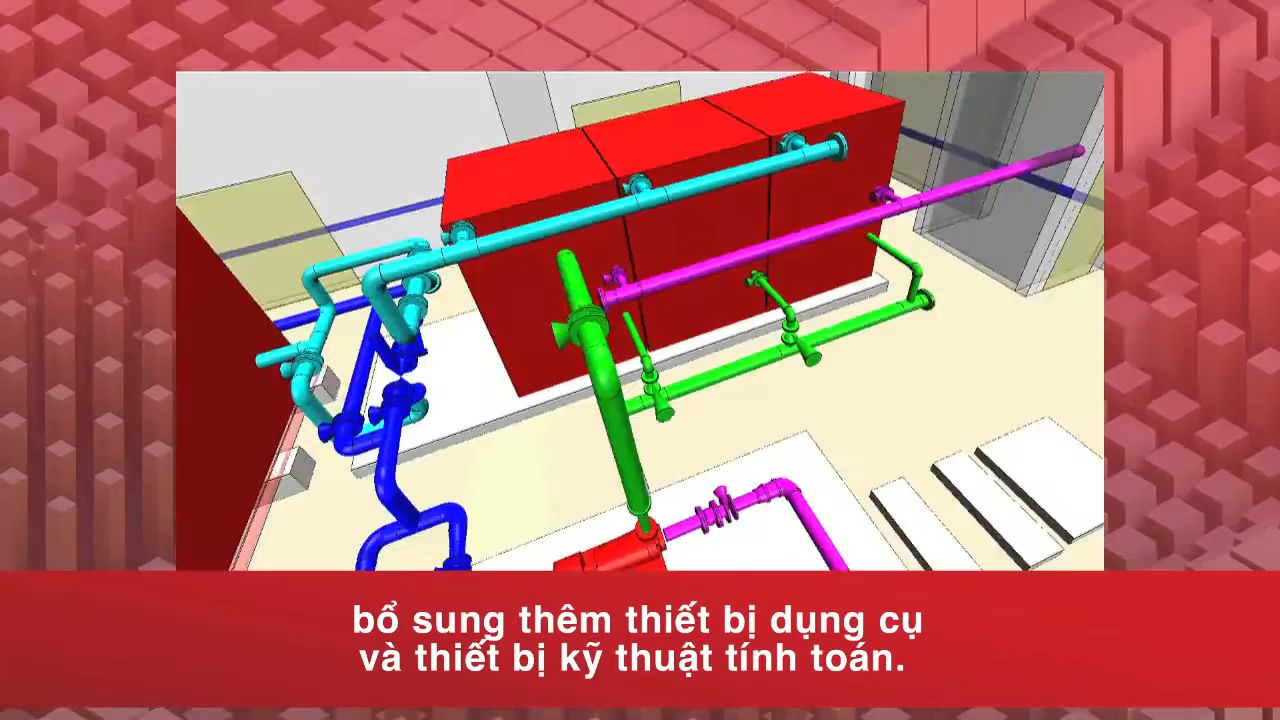 bổ sung thêm thiết bị dụng cụ
và thiết bị kỹ thuật tính toán.